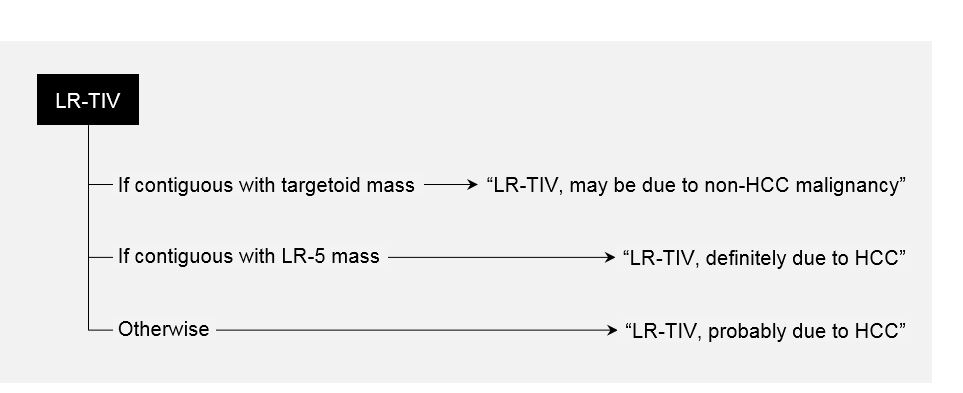 LR-TIV
If contiguous with targetoid mass “LR-TIV, may be due to non-HCC malignancy”
If contiguous with LR-5 mass “LR-TIV, definitely due to HCC”
Otherwise “LR-TIV, probably due to HCC”